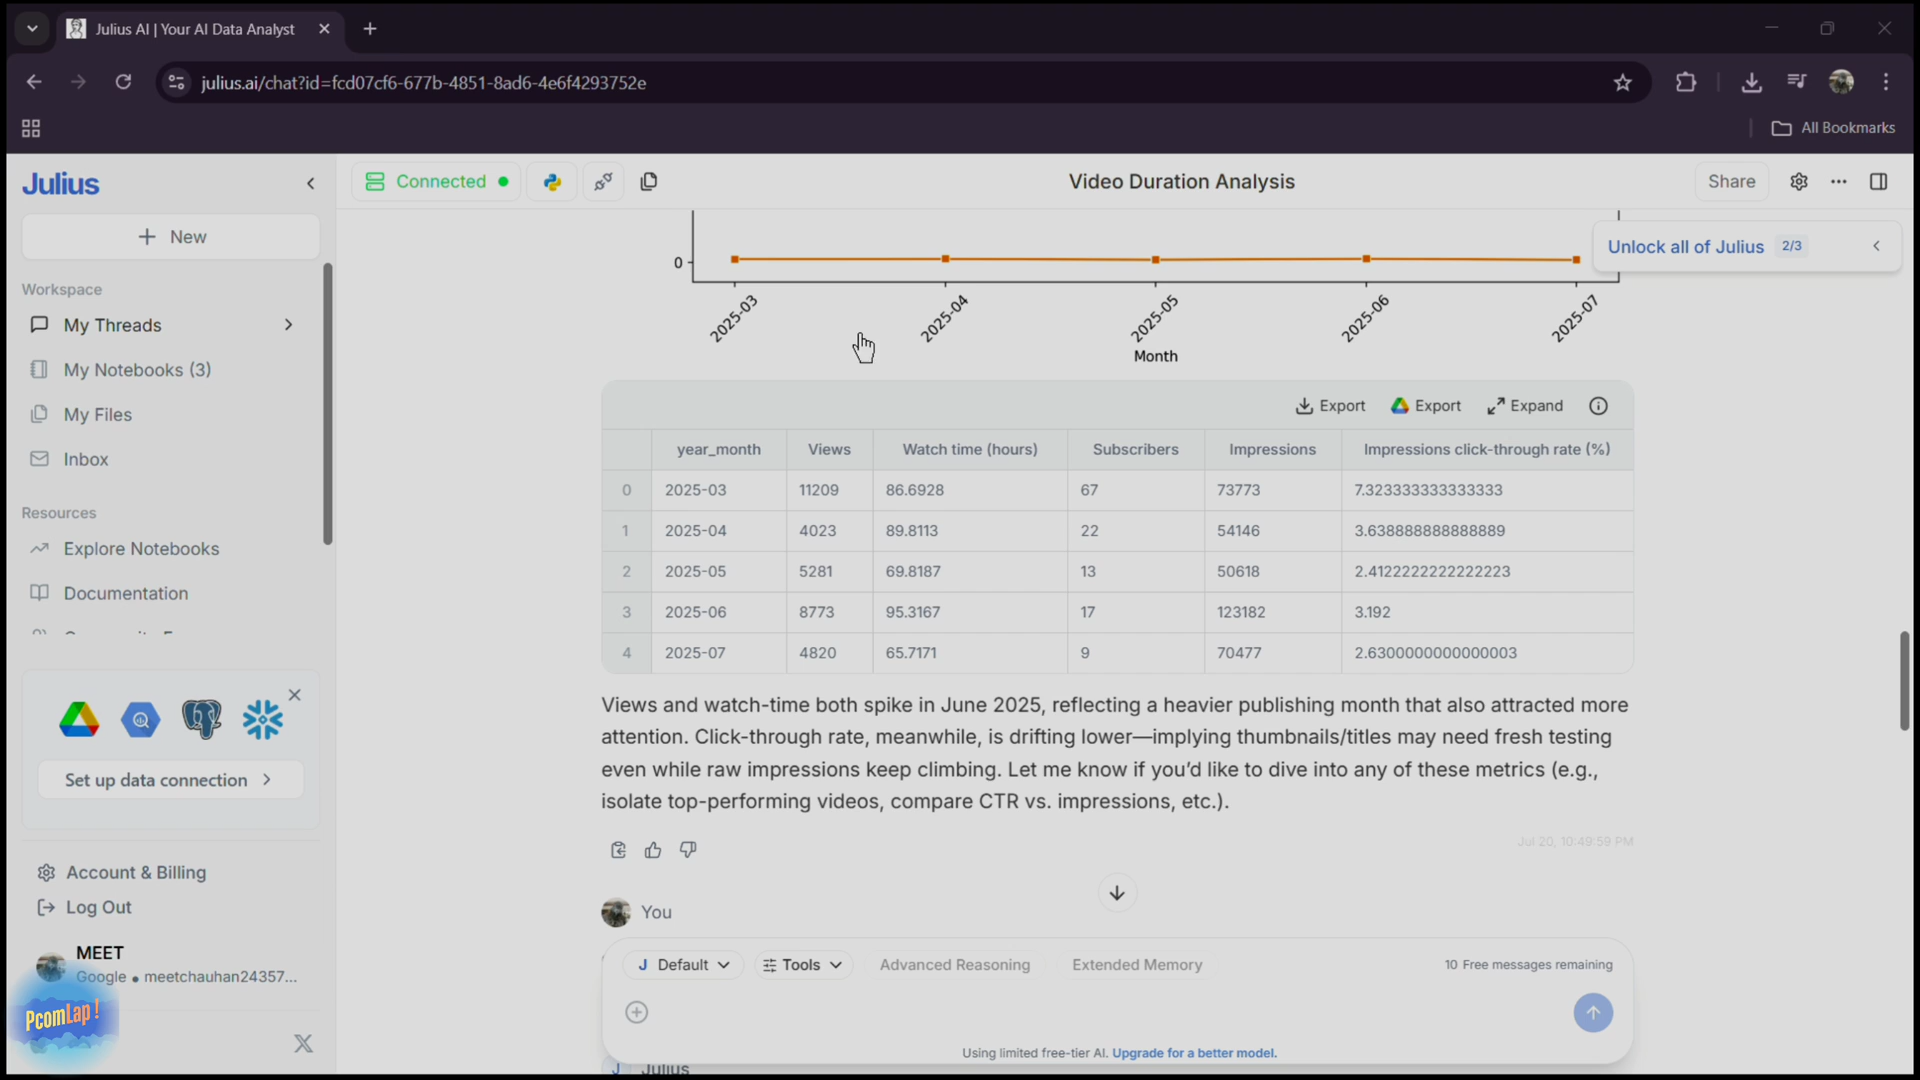 Julius AI | Your AI Data Analyst
julius.ai/chat?id=fcd07cf6-677b-4851-8ad6-4e6f4293752e
All Bookmarks
Julius
New
Workspace
My Threads
My Notebooks (3)
My Files
Inbox
Resources
Explore Notebooks
Documentation
Set up data connection
Account & Billing
Log Out
MEET
Google • meetchauhan24357...
PcomLap !
Connected
Video Duration Analysis
Share
Unlock all of Julius 2/3
0
2025-03 2025-04 2025-05 2025-06 2025-07
Month
Export Export Expand
year_month Views Watch time (hours) Subscribers Impressions Impressions click-through rate (%)
0 2025-03 11209 86.6928 67 73773 7.323333333333333
1 2025-04 4023 89.8113 22 54146 3.638888888888889
2 2025-05 5281 69.8187 13 50618 2.4122222222222223
3 2025-06 8773 95.3167 17 123182 3.192
4 2025-07 4820 65.7171 9 70477 2.6300000000000003
Views and watch-time both spike in June 2025, reflecting a heavier publishing month that also attracted more
attention. Click-through rate, meanwhile, is drifting lower—implying thumbnails/titles may need fresh testing
even while raw impressions keep climbing. Let me know if you’d like to dive into any of these metrics (e.g.,
isolate top-performing videos, compare CTR vs. impressions, etc.).
Jul 20, 10:49:59 PM
You
J Default Tools Advanced Reasoning Extended Memory 10 Free messages remaining
Using limited free-tier AI. Upgrade for a better model.
J Julius